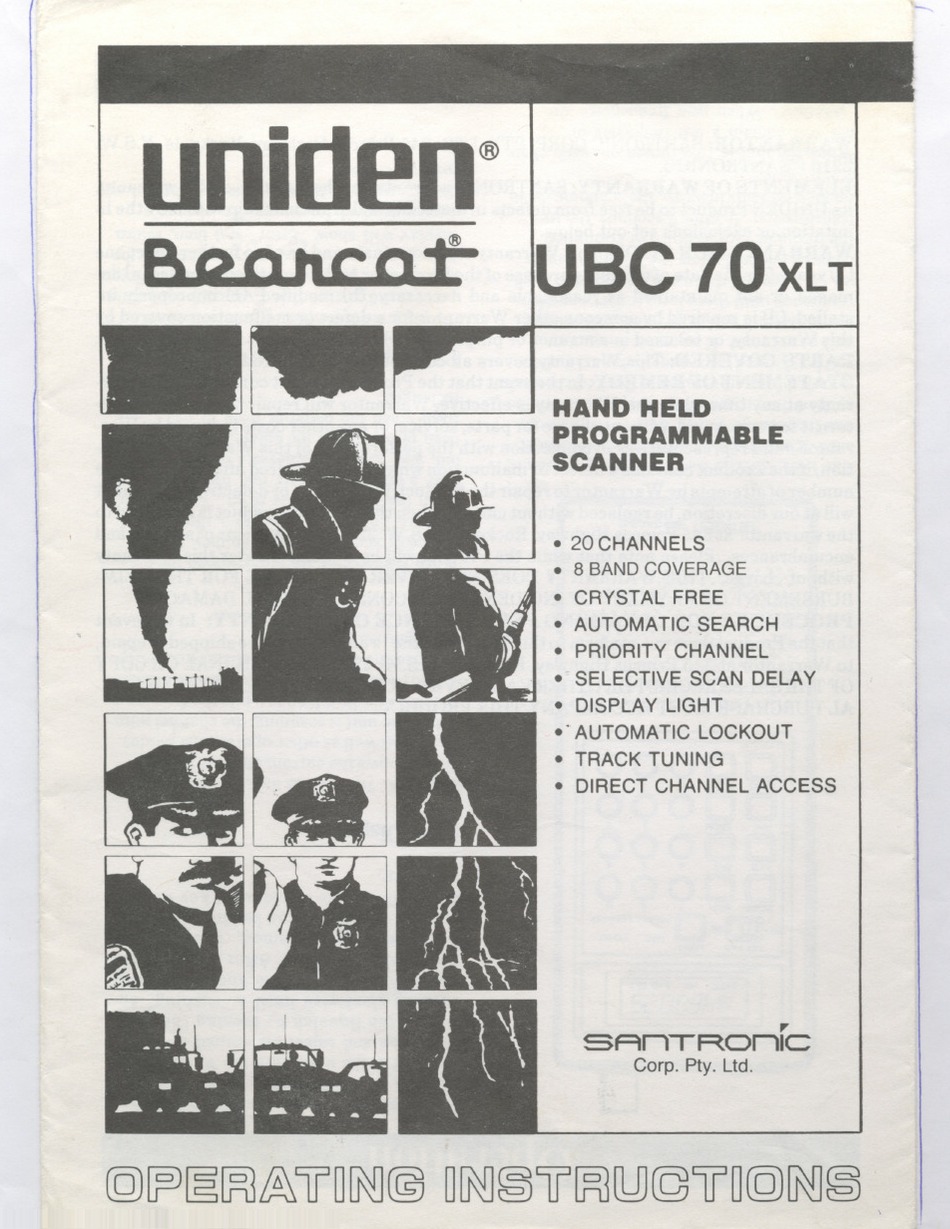 uniden®
Bearcat®
UBC 70 XLT
HAND HELD
PROGRAMMABLE
SCANNER
• 20 CHANNELS
• 8 BAND COVERAGE
• CRYSTAL FREE
• AUTOMATIC SEARCH
• PRIORITY CHANNEL
• SELECTIVE SCAN DELAY
• DISPLAY LIGHT
• AUTOMATIC LOCKOUT
• TRACK TUNING
• DIRECT CHANNEL ACCESS
SANTRONIC
Corp. Pty. Ltd.
OPERATING INSTRUCTIONS